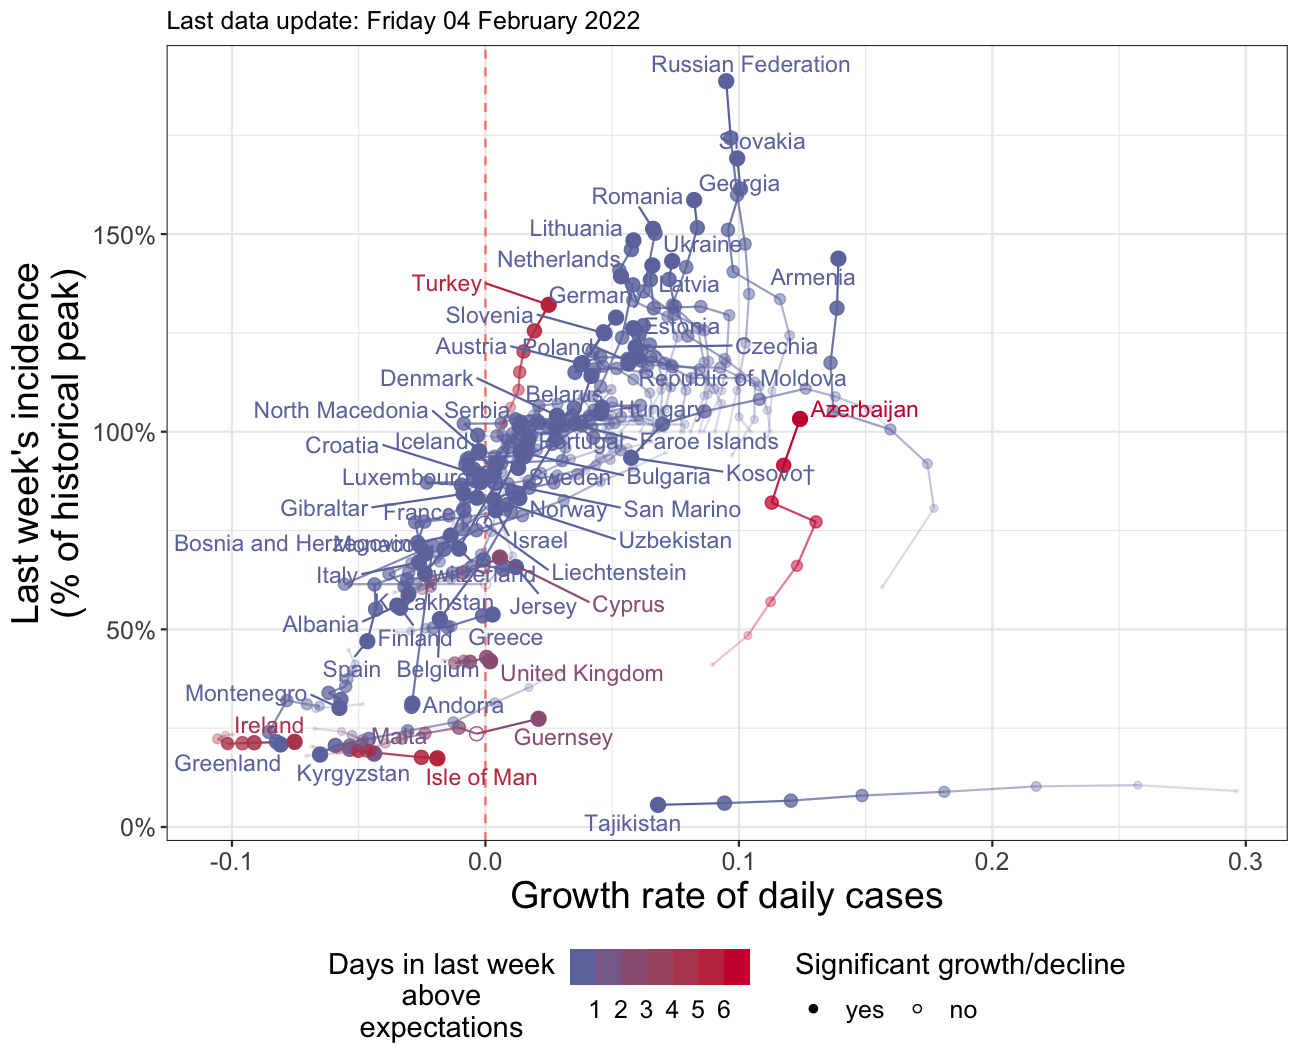 Last data update: Friday 04 February 2022
Last week's incidence
(% of historical peak)
150%
100%
50%
0%
Russian Federation
Slovakia
Georgia
Romania
Lithuania
Ukraine
Netherlands
Armenia
Turkey
Latvia
Germany
Slovenia
Estonia
Austria
Poland
Czechia
Denmark
Republic of Moldova
Belarus
North Macedonia
Serbia
Hungary
Azerbaijan
Croatia
Iceland
Portugal
Faroe Islands
Luxembourg
Sweden
Bulgaria
Kosovo†
Gibraltar
France
Norway
San Marino
Bosnia and Herzegovina
Monaco
Israel
Uzbekistan
Italy
Switzerland
Liechtenstein
Kazakhstan
Jersey
Cyprus
Albania
Finland
Greece
Spain
Belgium
United Kingdom
Montenegro
Andorra
Ireland
Malta
Guernsey
Greenland
Kyrgyzstan
Isle of Man
Tajikistan
-0.1 0.0 0.1 0.2 0.3
Growth rate of daily cases
Days in last week
above
expectations
1 2 3 4 5 6
Significant growth/decline
yes no